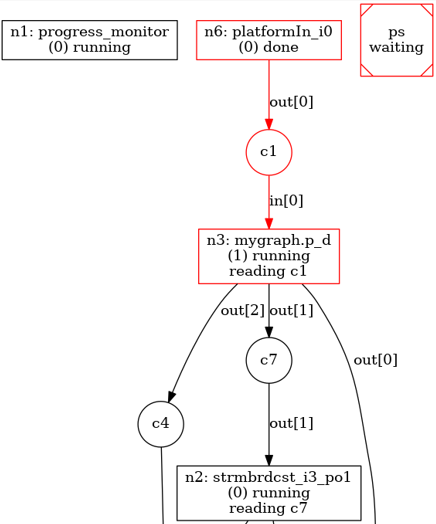 n1: progress_monitor
(0) running
n6: platformIn_i0
(0) done
ps
waiting
out[0]
c1
in[0]
n3: mygraph.p_d
(1) running
reading c1
out[2]
out[1]
c7
out[0]
c4
out[1]
n2: strmbrdcst_i3_po1
(0) running
reading c7